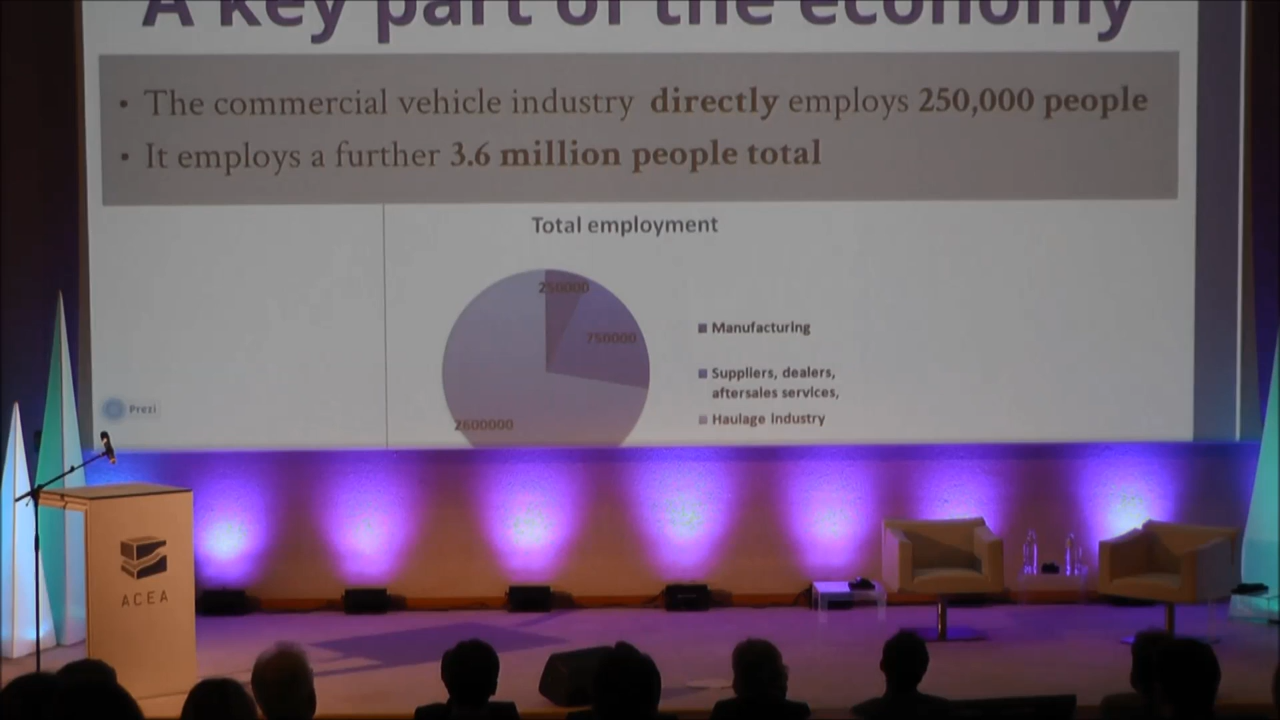 A key part of the economy
• The commercial vehicle industry directly employs 250,000 people
• It employs a further 3.6 million people total
Total employment
250000
750000
2600000
Manufacturing
Suppliers, dealers,
aftersales services,
Haulage Industry
Prezi
ACEA